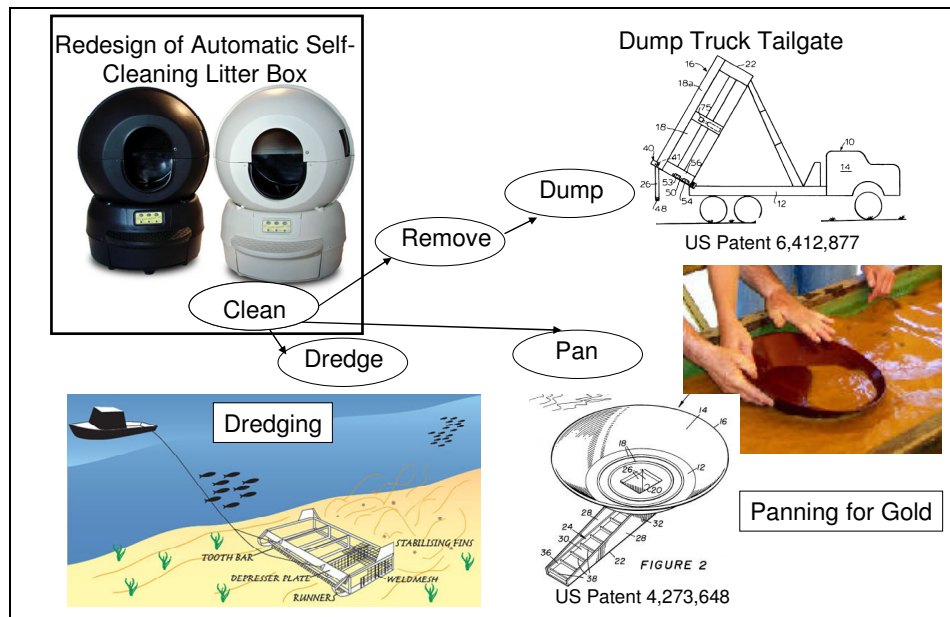 Redesign of Automatic Self-
Cleaning Litter Box
Dump Truck Tailgate
16
22
18a
75
18
40
41
56
10
14
26
53
50
54
12
48
US Patent 6,412,877
Dump
Remove
Clean
Dredge
Pan
Dredging
TOOTH BAR
DEPRESSER PLATE
RUNNERS
STABILISING FINS
WELDMESH
14
16
18
12
26
20
28
32
24
30
28
36
22
38
FIGURE 2
US Patent 4,273,648
Panning for Gold